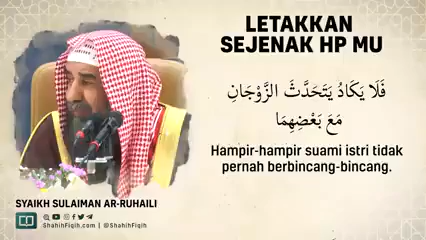 LETAKKAN
SEJENAK HP MU
فَلَا يَكَادُ يَتَحَدَّثَ الزَّوْجَانِ
مَعَ بَعْضِهِمَا
Hampir-hampir suami istri tidak
pernah berbincang-bincang.
SYAIKH SULAIMAN AR-RUHAILI
ShahihFiqih.com | @ShahihFiqih